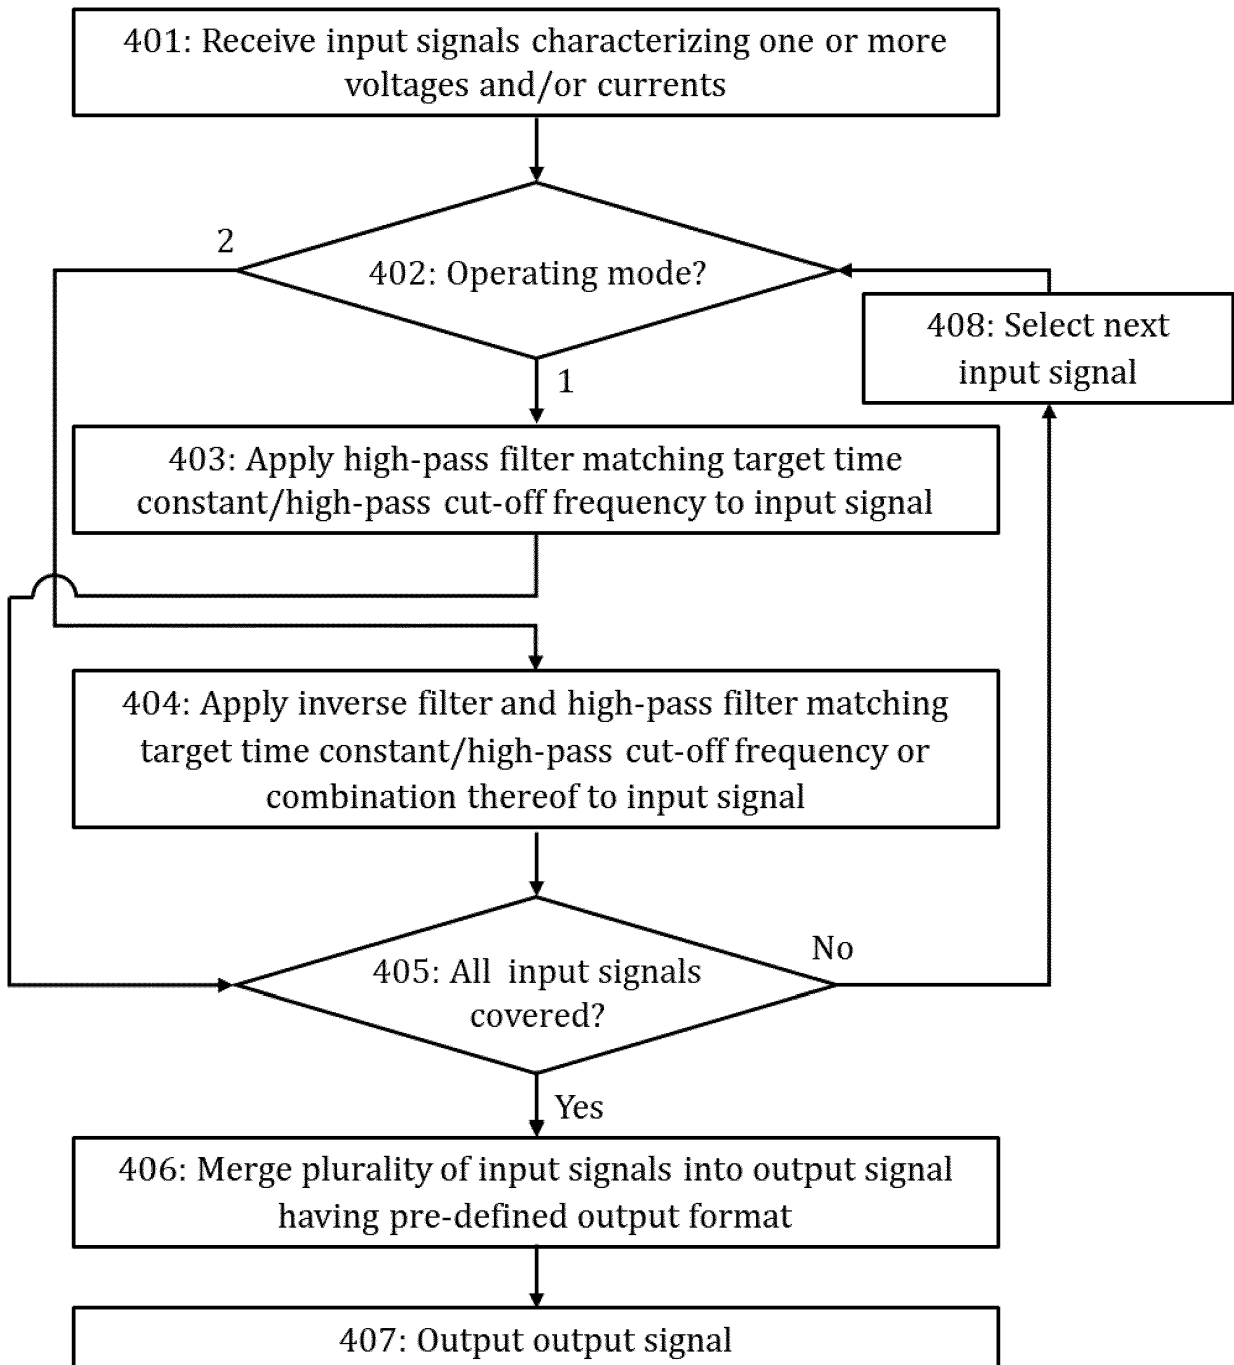 401: Receive input signals characterizing one or more
voltages and/or currents
2
402: Operating mode?
408: Select next
input signal
1
403: Apply high-pass filter matching target time
constant/high-pass cut-off frequency to input signal
404: Apply inverse filter and high-pass filter matching
target time constant/high-pass cut-off frequency or
combination thereof to input signal
No
405: All input signals
covered?
Yes
406: Merge plurality of input signals into output signal
having pre-defined output format
407: Output output signal